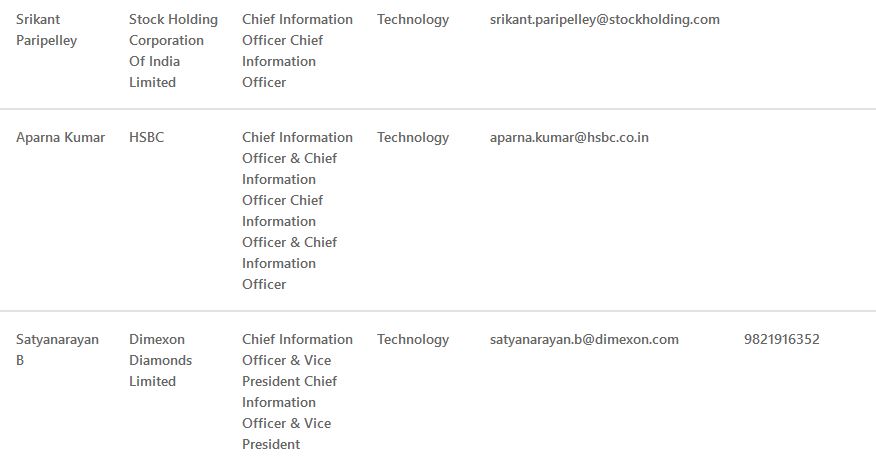 Srikant Stock Holding Chief Information Technology srikant.paripelley@stockholding.com
Paripelley Corporation Officer Chief
Of India Information
Limited Officer
Aparna Kumar HSBC Chief Information Technology aparna.kumar@hsbc.co.in
Officer & Chief
Information
Officer Chief
Information
Officer & Chief
Information
Officer
Satyanarayan Dimexon Chief Information Technology satyanarayan.b@dimexon.com 9821916352
B Diamonds Officer & Vice
Limited President Chief
Information
Officer & Vice
President